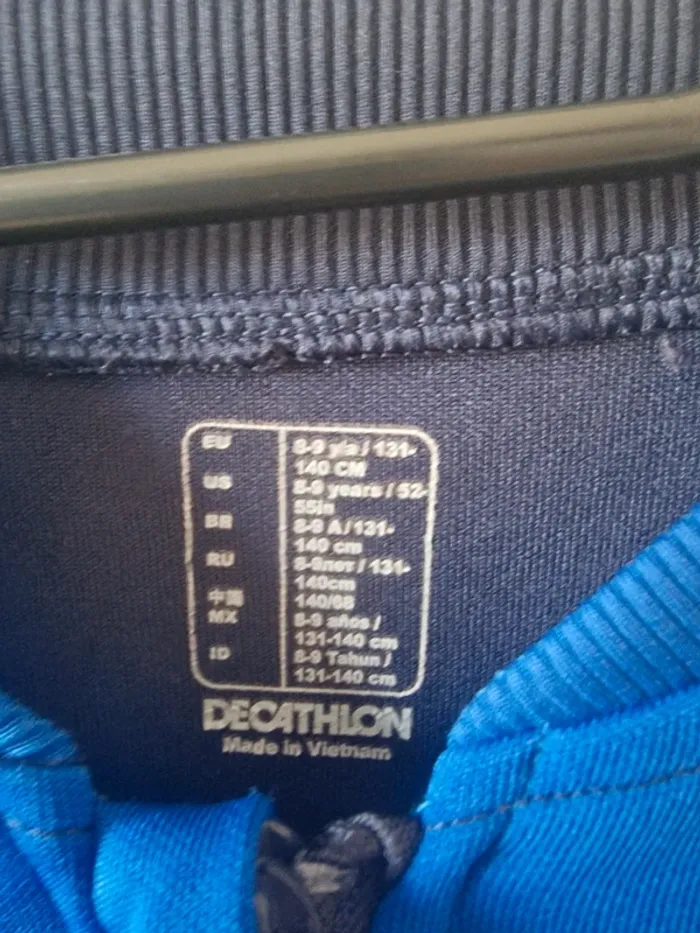 EU 8-9 y/a / 131-
140 CM
US 8-9 years / 52-
55in
BR 8-9 A/131-
140 cm
RU 8-9лет / 131-
140cm
中国 140/68
MX 8-9 años /
131-140 cm
ID 8-9 Tahun /
131-140 cm
DECATHLON
Made in Vietnam